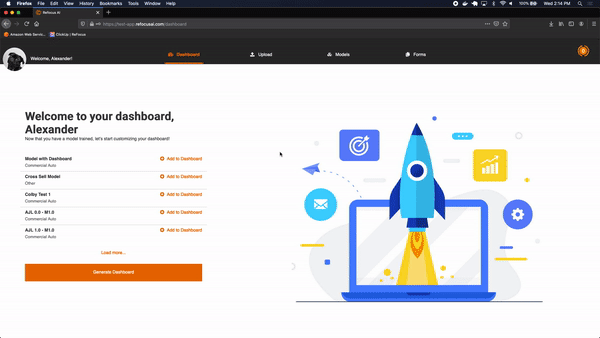 Firefox File Edit View History Bookmarks Tools Window Help
100% Wed 2:14 PM
Refocus AI
https://test-app.refocusai.com/dashboard
Amazon Web Servic... ClickUp | ReFocus
Welcome, Alexander!
Dashboard Upload Models Forms
Welcome to your dashboard,
Alexander
Now that you have a model trained, let's start customizing your dashboard!
Model with Dashboard Add to Dashboard
Commercial Auto
Cross Sell Model Add to Dashboard
Other
Colby Test 1 Add to Dashboard
Commercial Auto
AJL 0.0 - M1.0 Add to Dashboard
Commercial Auto
AJL 1.0 - M1.0 Add to Dashboard
Commercial Auto
Load more...
Generate Dashboard